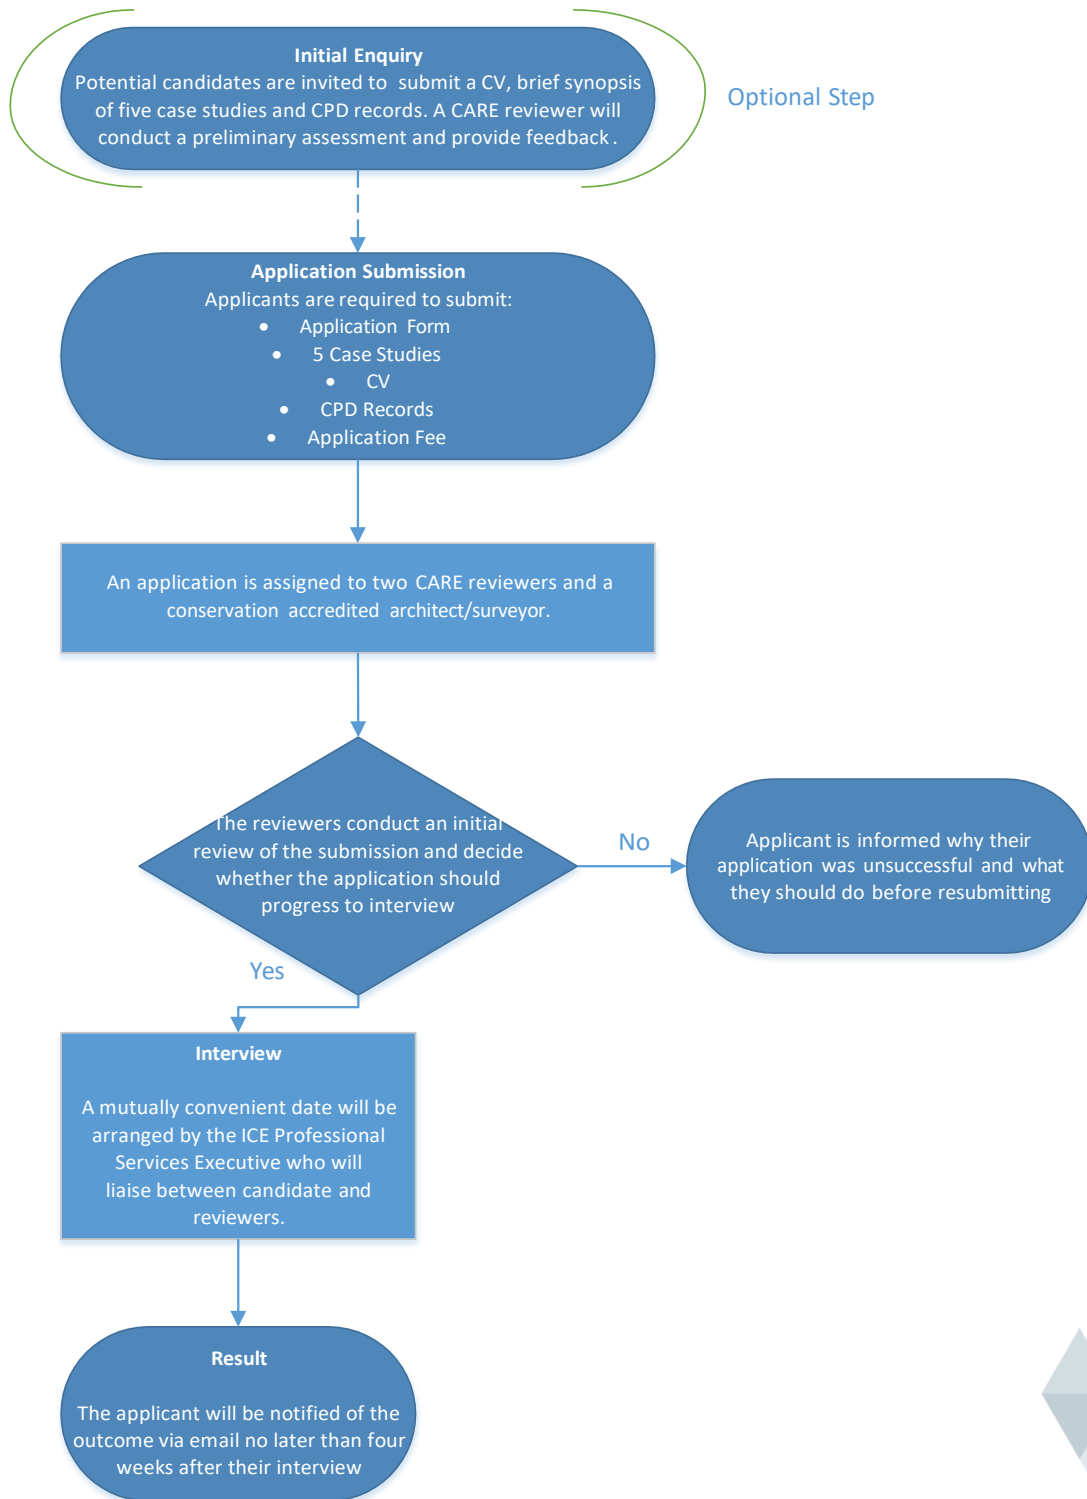 Initial Enquiry
Potential candidates are invited to submit a CV, brief synopsis
of five case studies and CPD records. A CARE reviewer will
conduct a preliminary assessment and provide feedback.
Optional Step
Application Submission
Applicants are required to submit:
• Application Form
• 5 Case Studies
• CV
• CPD Records
• Application Fee
An application is assigned to two CARE reviewers and a
conservation accredited architect/surveyor.
The reviewers conduct an initial
review of the submission and decide
whether the application should
progress to interview
No
Applicant is informed why their
application was unsuccessful and what
they should do before resubmitting
Yes
Interview
A mutually convenient date will be
arranged by the ICE Professional
Services Executive who will
liaise between candidate and
reviewers.
Result
The applicant will be notified of the
outcome via email no later than four
weeks after their interview